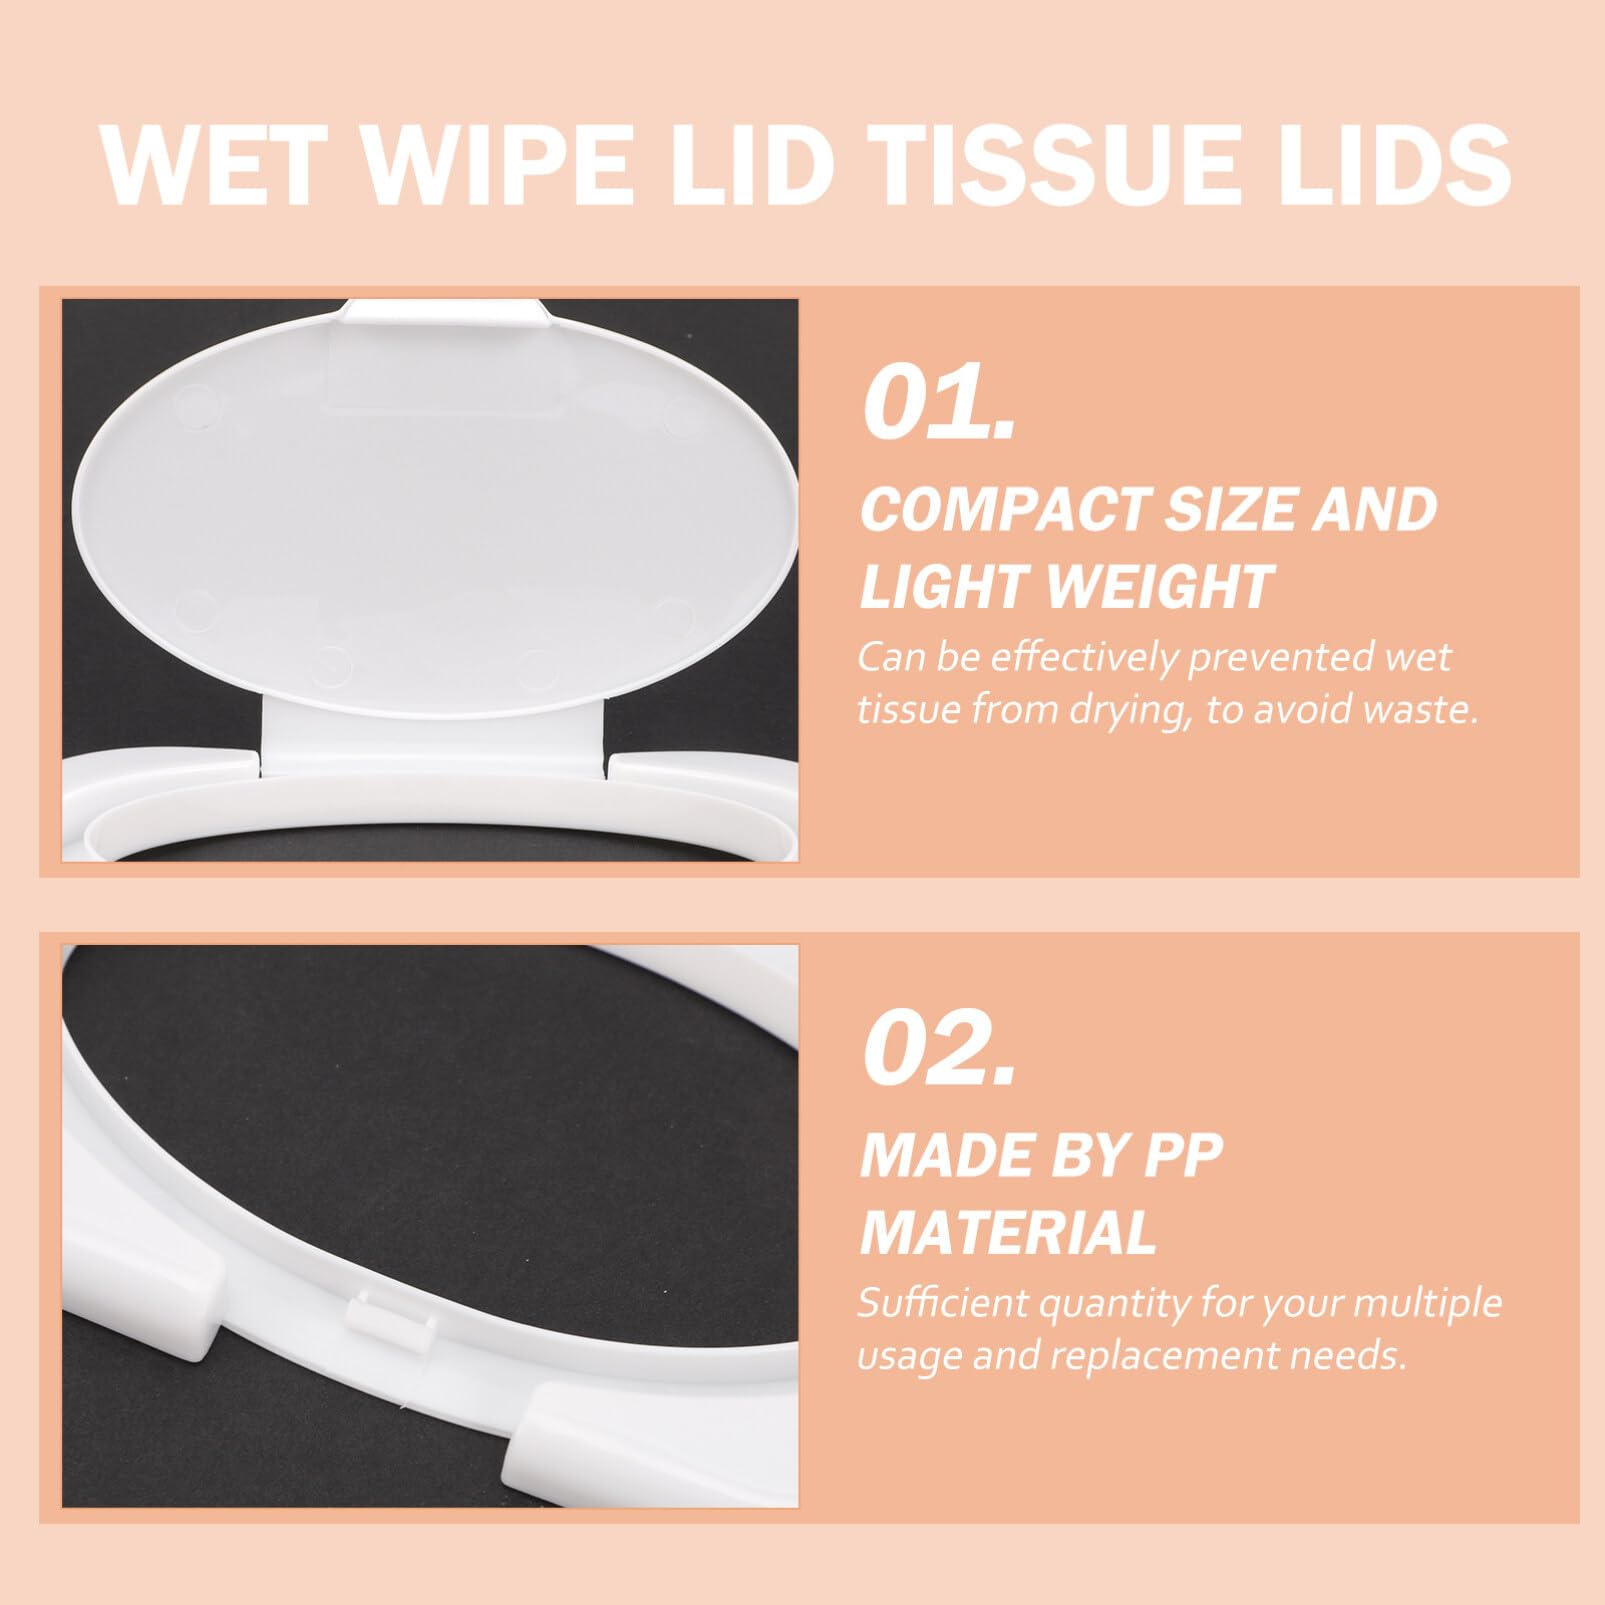 WET WIPE LID TISSUE LIDS
01.
COMPACT SIZE AND
LIGHT WEIGHT
Can be effectively prevented wet
tissue from drying, to avoid waste.
02.
MADE BY PP
MATERIAL
Sufficient quantity for your multiple
usage and replacement needs.